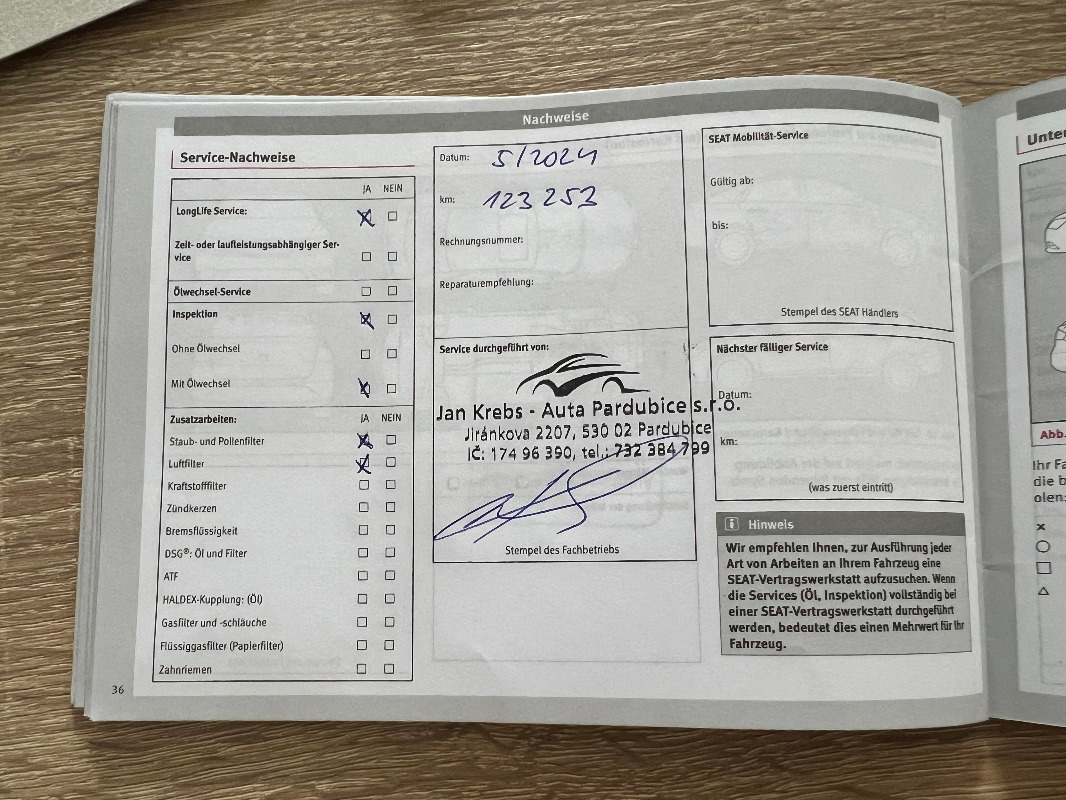 Nachweise
Service-Nachweise
JA NEIN
LongLife Service:
Zeit- oder laufleistungsabhängiger Ser-
vice
Ölwechsel-Service
Inspektion
Ohne Ölwechsel
Mit Ölwechsel
Zusatzarbeiten: JA NEIN
Staub- und Pollenfilter
Luftfilter
Kraftstofffilter
Zündkerzen
Bremsflüssigkeit
DSG®: Öl und Filter
ATF
HALDEX-Kupplung: (Öl)
Gasfilter und -schläuche
Flüssiggasfilter (Papierfilter)
Zahnriemen
36
Datum: 5/2024
km: 123 253
Rechnungsnummer:
Reparaturempfehlung:
Service durchgeführt von:
Jan Krebs - Auta Pardubice s.r.o.
Jiránkova 2207, 530 02 Pardubice
IČ: 174 96 390, tel.: 732 384 799
Stempel des Fachbetriebs
SEAT Mobilität-Service
Gültig ab:
bis:
Stempel des SEAT Händlers
Nächster fälliger Service
Datum:
km:
(was zuerst eintritt)
Hinweis
Wir empfehlen Ihnen, zur Ausführung jeder
Art von Arbeiten an Ihrem Fahrzeug eine
SEAT-Vertragswerkstatt aufzusuchen. Wenn
die Services (Öl, Inspektion) vollständig bei
einer SEAT-Vertragswerkstatt durchgeführt
werden, bedeutet dies einen Mehrwert für Ihr
Fahrzeug.
Unte
Abb.
Ihr Fa
die b
olen: